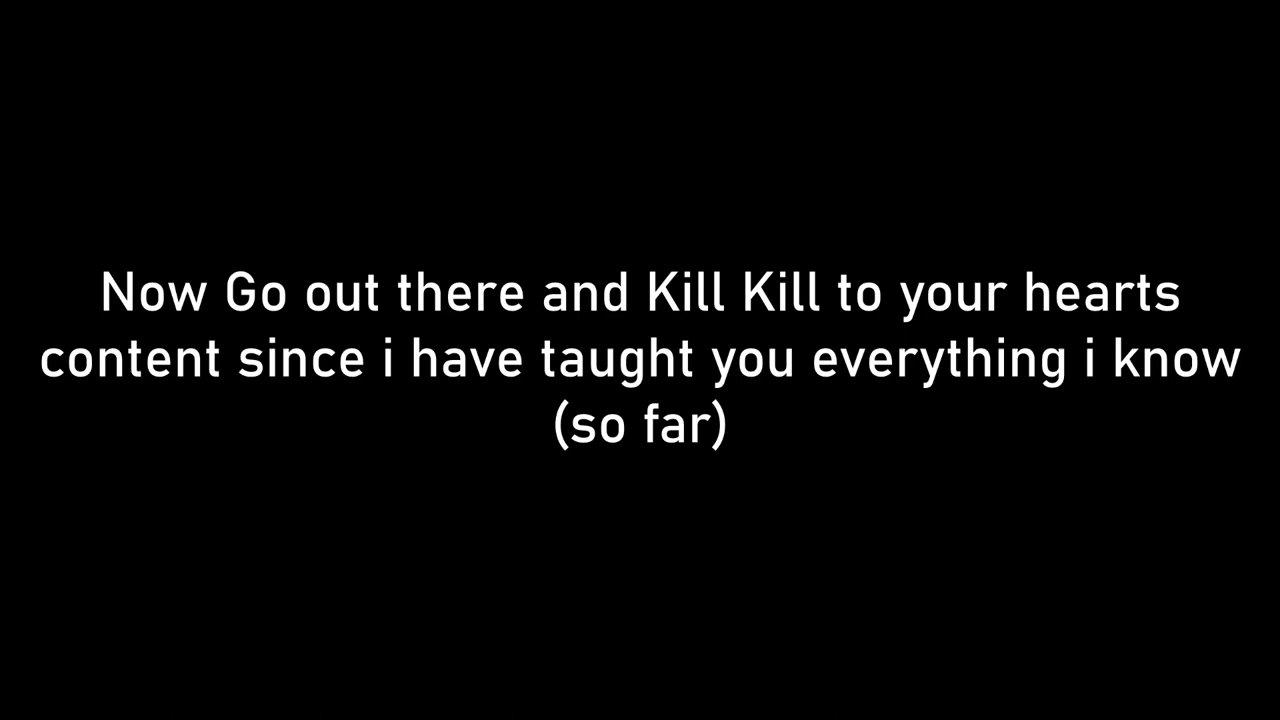 Now Go out there and Kill Kill to your hearts
content since i have taught you everything i know
(so far)